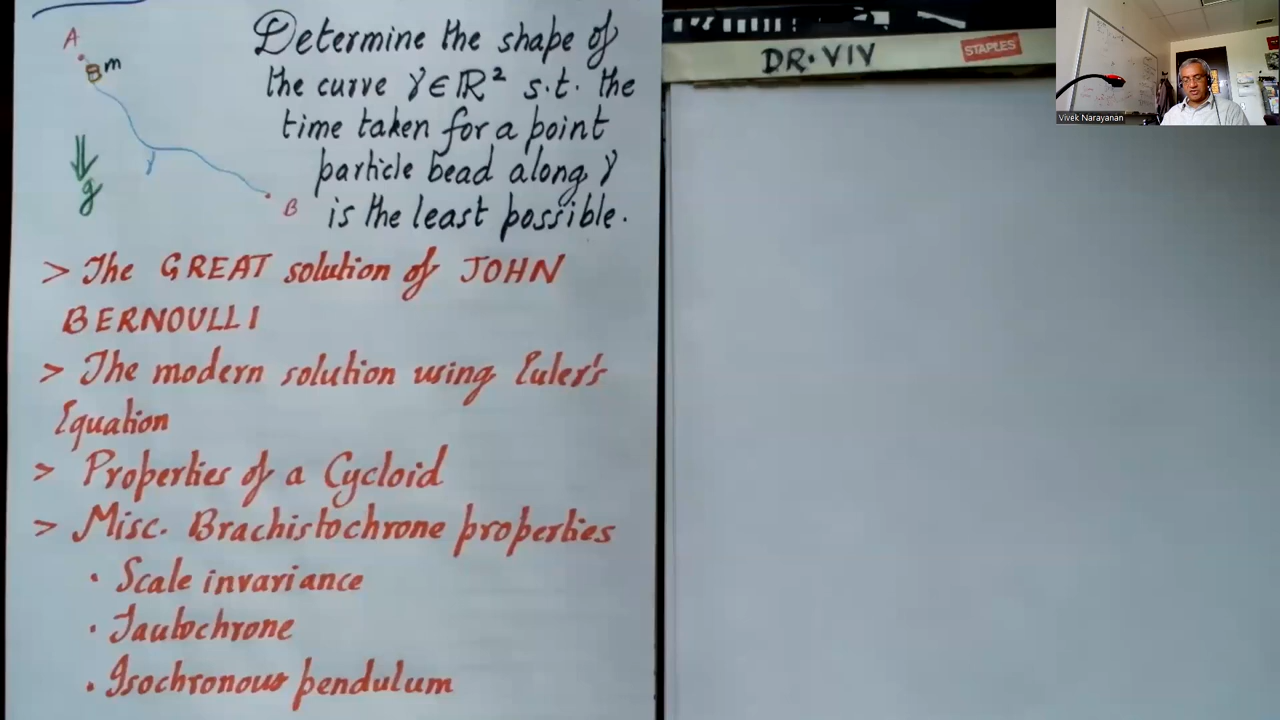 A
m
γ
g
B
Determine the shape of
the curve γ ∈ ℝ² s.t. the
time taken for a point
particle bead along γ
is the least possible.
> The GREAT solution of JOHN
BERNOULLI
> The modern solution using Euler's
Equation
> Properties of a Cycloid
> Misc. Brachistochrone properties
· Scale invariance
· Tautochrone
· Isochronous pendulum
DR. VIV
STAPLES
Vivek Narayanan